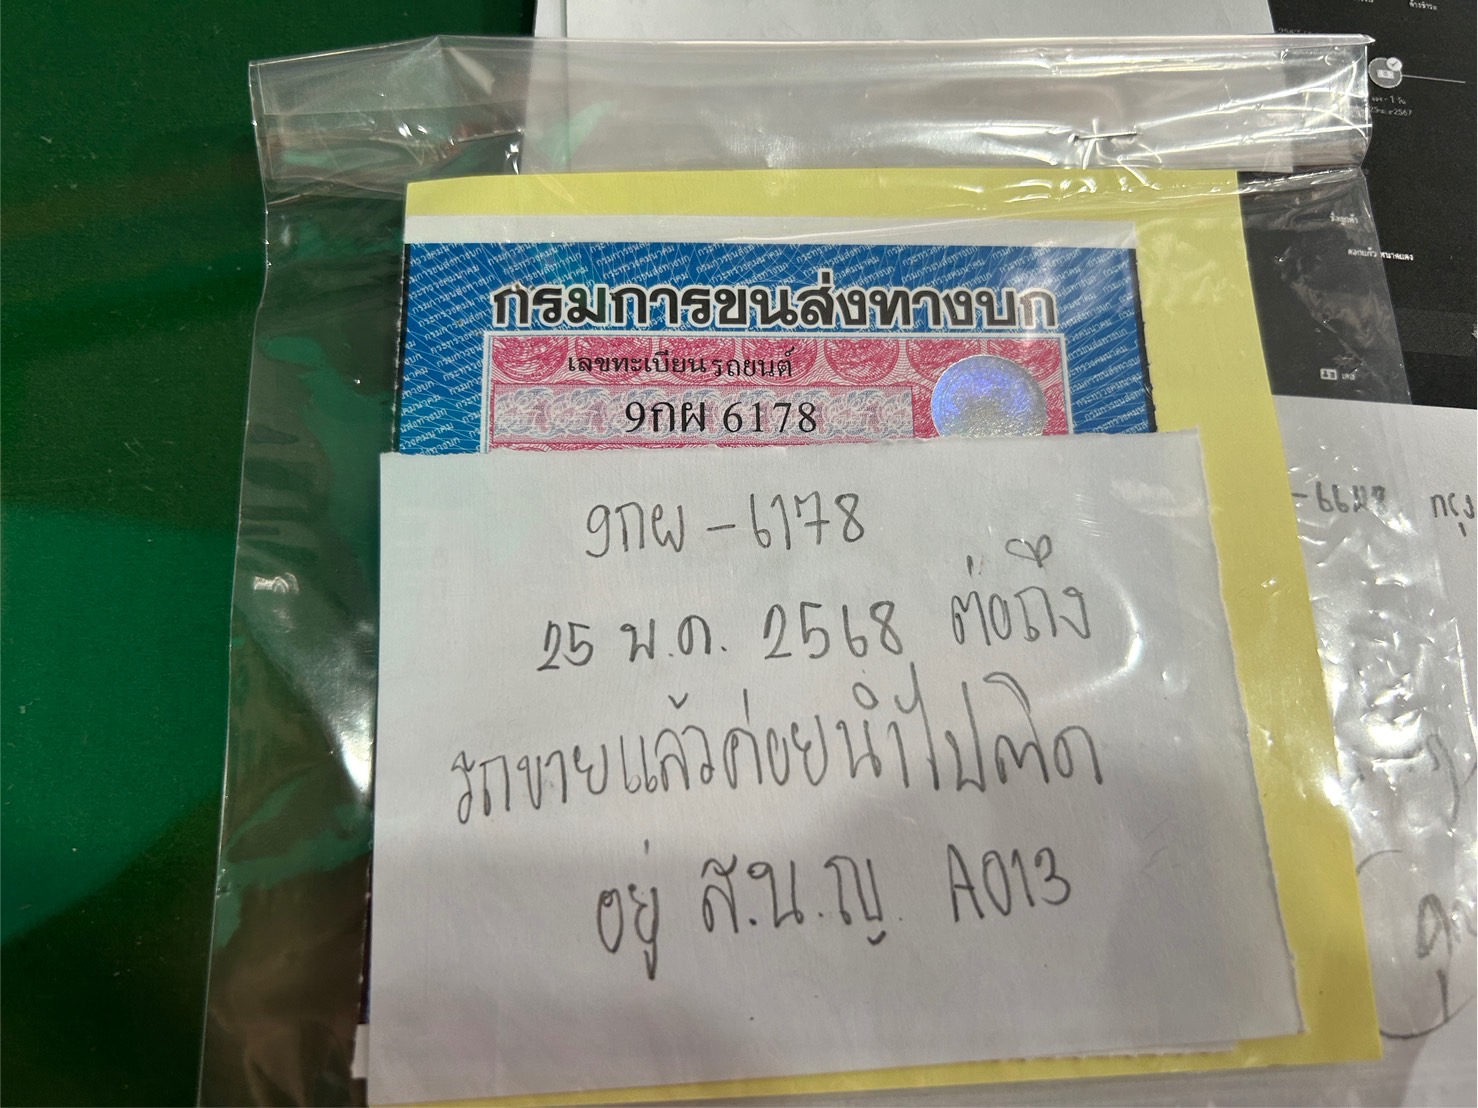 กรมการขนส่งทางบก
เลขทะเบียนรถยนต์
9กผ 6178
9กผ - 6178
25 พ.ค. 2568 ต่อถึง
รถขายแล้วค่อยนำไปติด
อยู่ ส.น.ญ. A013